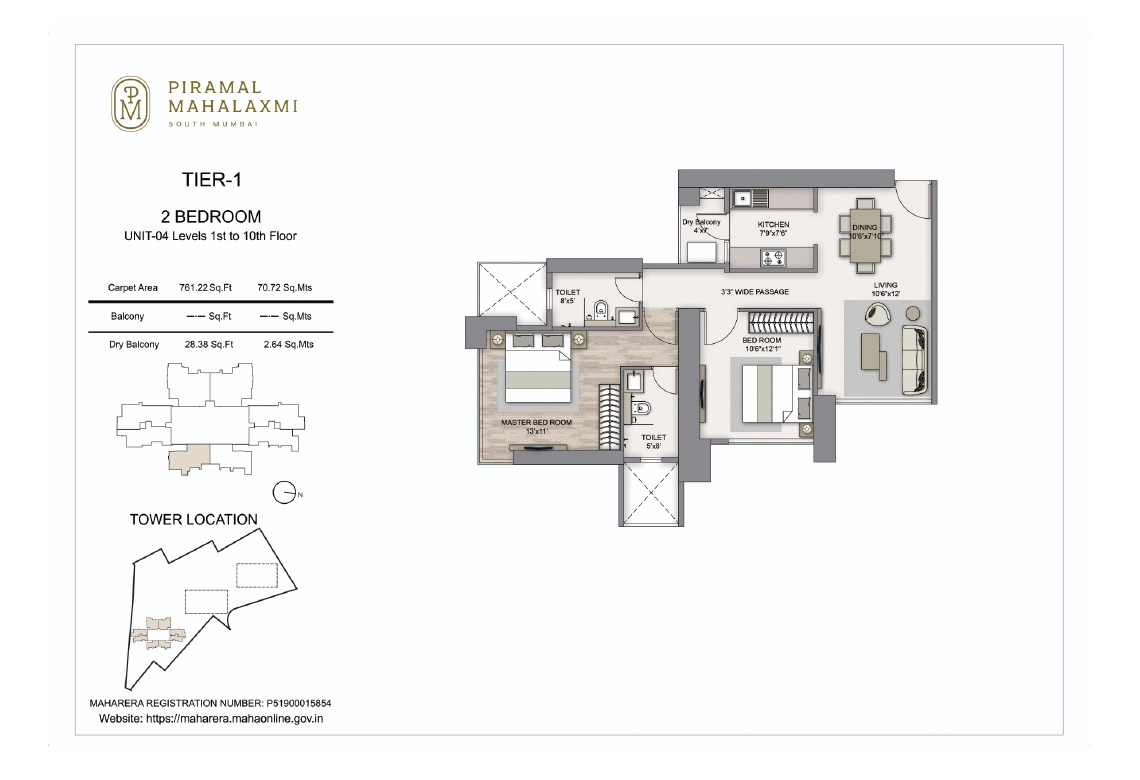 PM
PIRAMAL
MAHALAXMI
SOUTH MUMBAI
TIER-1
2 BEDROOM
UNIT-04 Levels 1st to 10th Floor
Carpet Area 761.22 Sq.Ft 70.72 Sq.Mts
Balcony —-— Sq.Ft —-— Sq.Mts
Dry Balcony 28.38 Sq.Ft 2.64 Sq.Mts
N
TOWER LOCATION
MAHARERA REGISTRATION NUMBER: P51900015854
Website: https://maharera.mahaonline.gov.in
Dry Balcony
4'x7'
KITCHEN
7'9"x7'6"
DINING
10'6"x7'10"
LIVING
10'6"x12'
3'3" WIDE PASSAGE
TOILET
8'x5'
BED ROOM
10'6"x12'1"
MASTER BED ROOM
13'x11'
TOILET
5'x8'